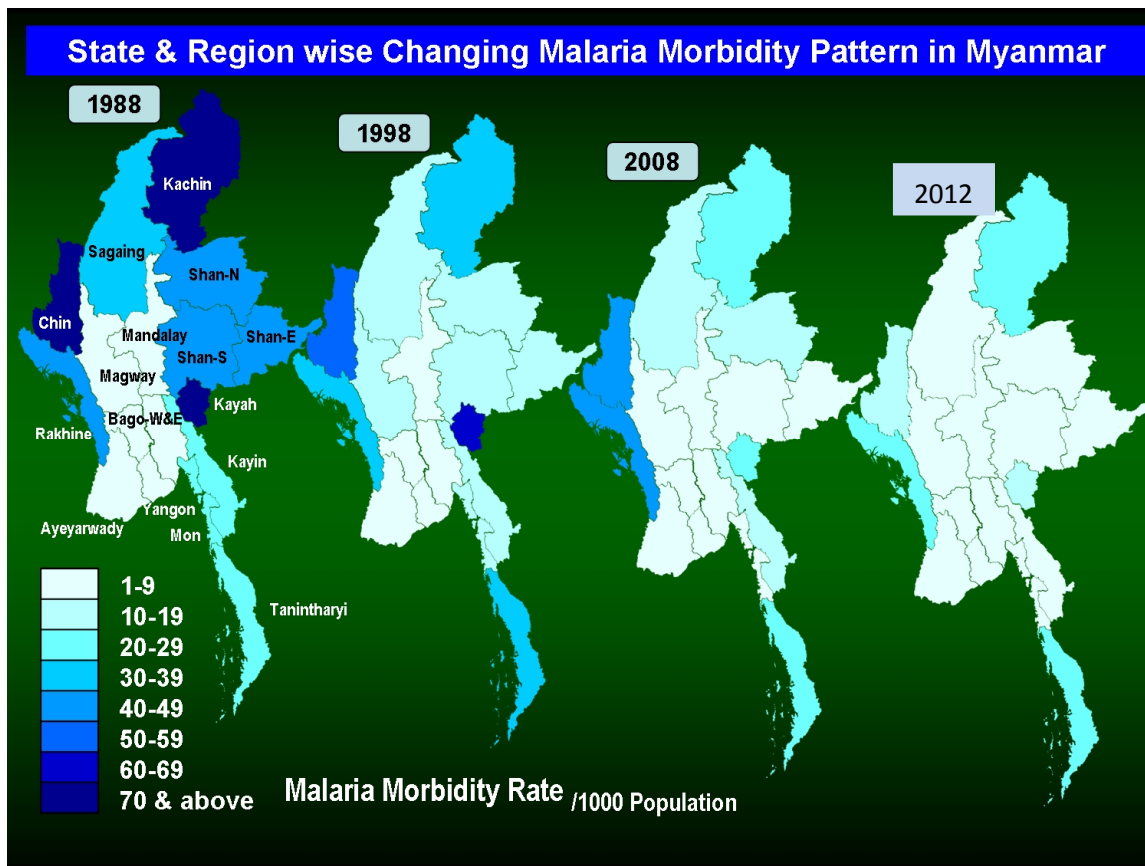 State & Region wise Changing Malaria Morbidity Pattern in Myanmar
1988
1998
2008
2012
Kachin
Sagaing
Shan-N
Chin
Mandalay
Shan-E
Shan-S
Magway
Kayah
Bago-W&E
Rakhine
Kayin
Yangon
Ayeyarwady
Mon
Tanintharyi
1-9
10-19
20-29
30-39
40-49
50-59
60-69
70 & above
Malaria Morbidity Rate /1000 Population